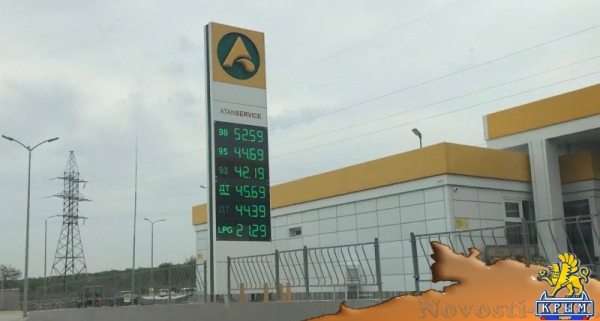 ATANSERVICE
98 52.59
95 44.69
92 42.19
ДТ 45.69
ДТ 44.39
LPG 21.29
Novosti-
КРЫМ